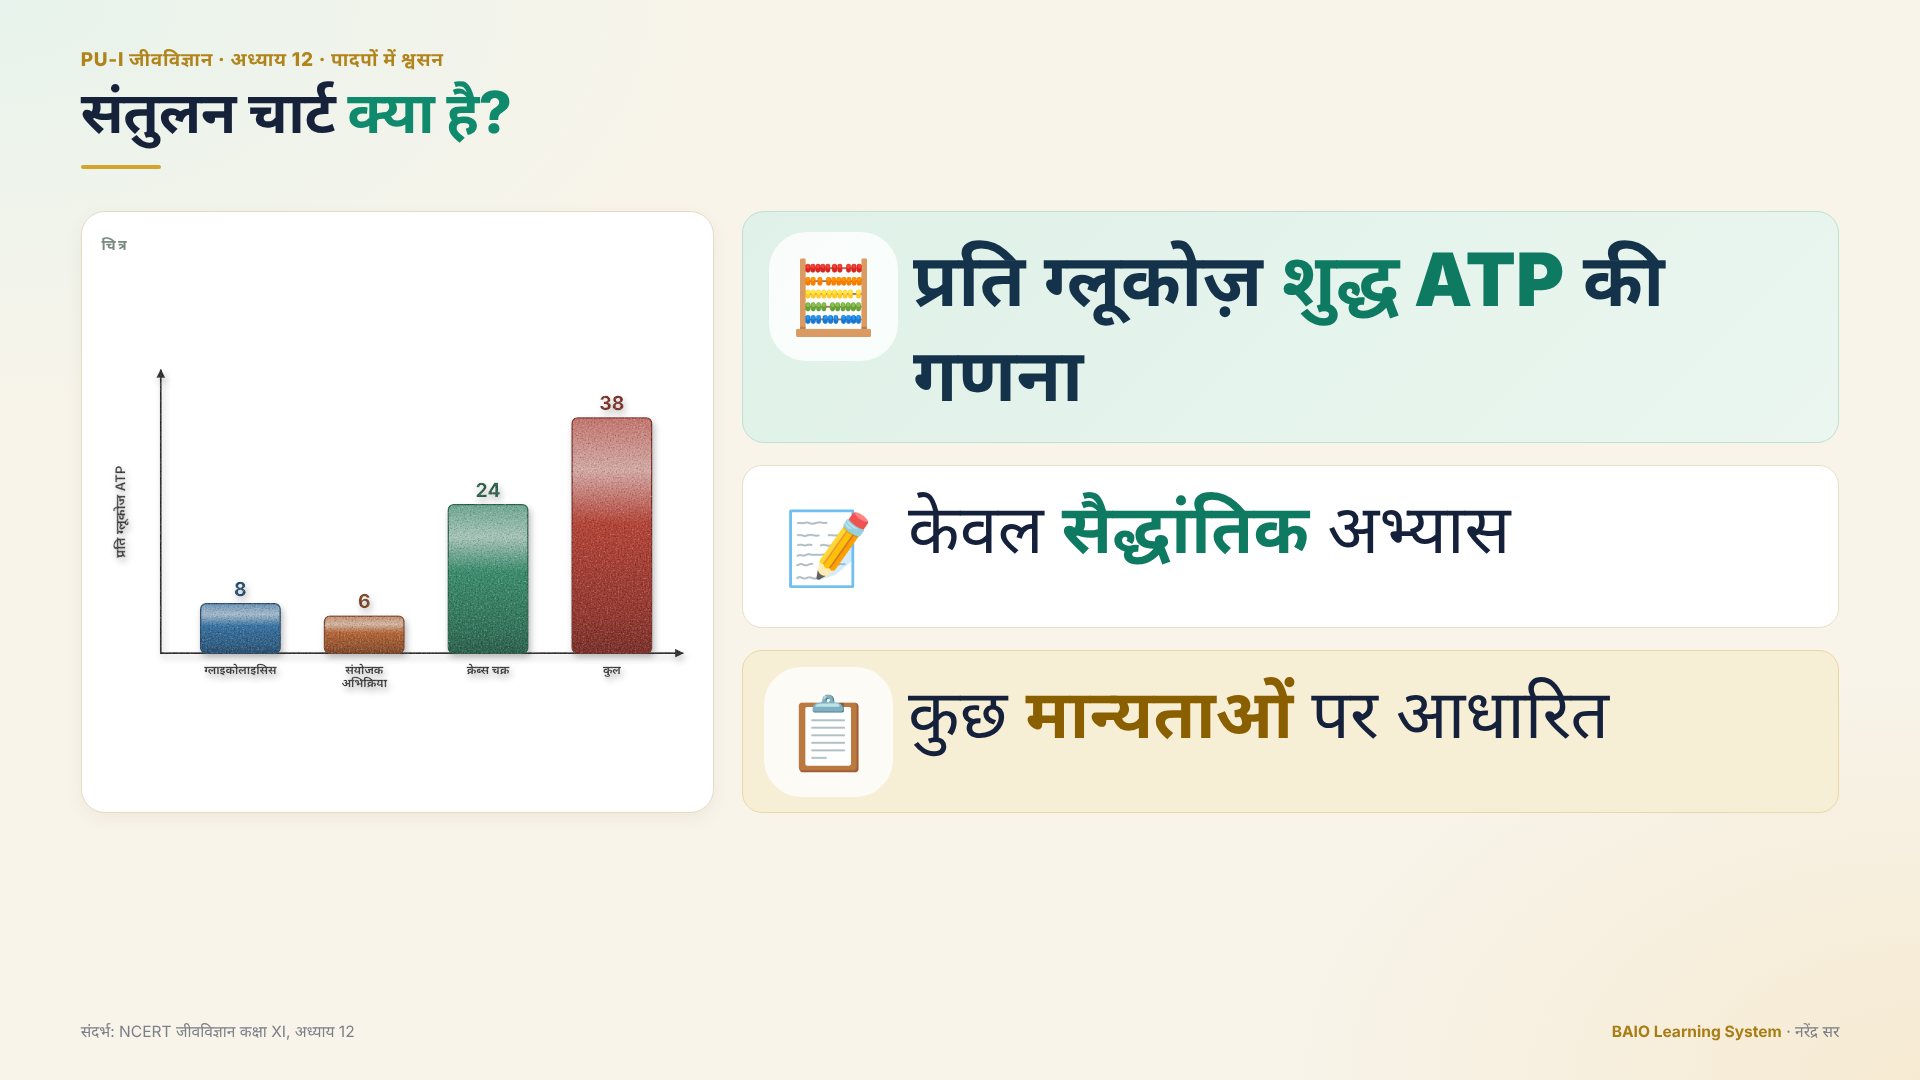 PU-I जीवविज्ञान · अध्याय 12 · पादपों में श्वसन
संतुलन चार्ट क्या है?
चित्र
प्रति ग्लूकोज ATP
8
6
24
38
ग्लाइकोलाइसिस
संयोजक
अभिक्रिया
क्रेब्स चक्र
कुल
प्रति ग्लूकोज़ शुद्ध ATP की
गणना
केवल सैद्धांतिक अभ्यास
कुछ मान्यताओं पर आधारित
संदर्भ: NCERT जीवविज्ञान कक्षा XI, अध्याय 12
BAIO Learning System · नरेंद्र सर